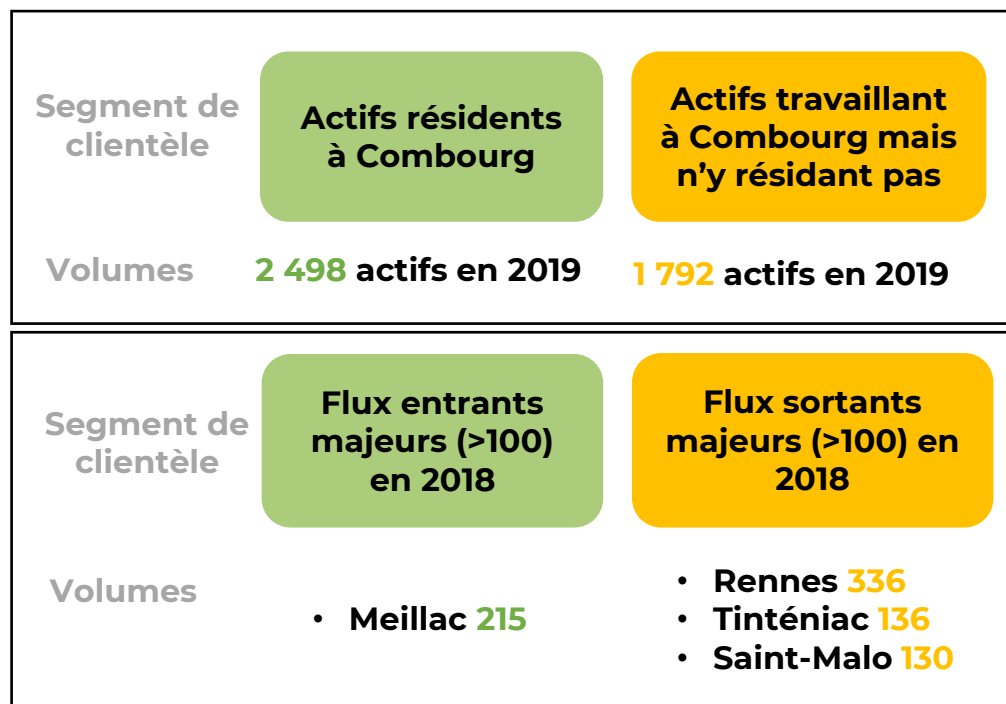 Segment de
clientèle
Actifs résidents
à Combourg
Actifs travaillant
à Combourg mais
n'y résidant pas
Volumes
2 498 actifs en 2019
1 792 actifs en 2019
Segment de
clientèle
Flux entrants
majeurs (>100)
en 2018
Flux sortants
majeurs (>100) en
2018
Volumes
• Meillac 215
• Rennes 336
• Tinténiac 136
• Saint-Malo 130